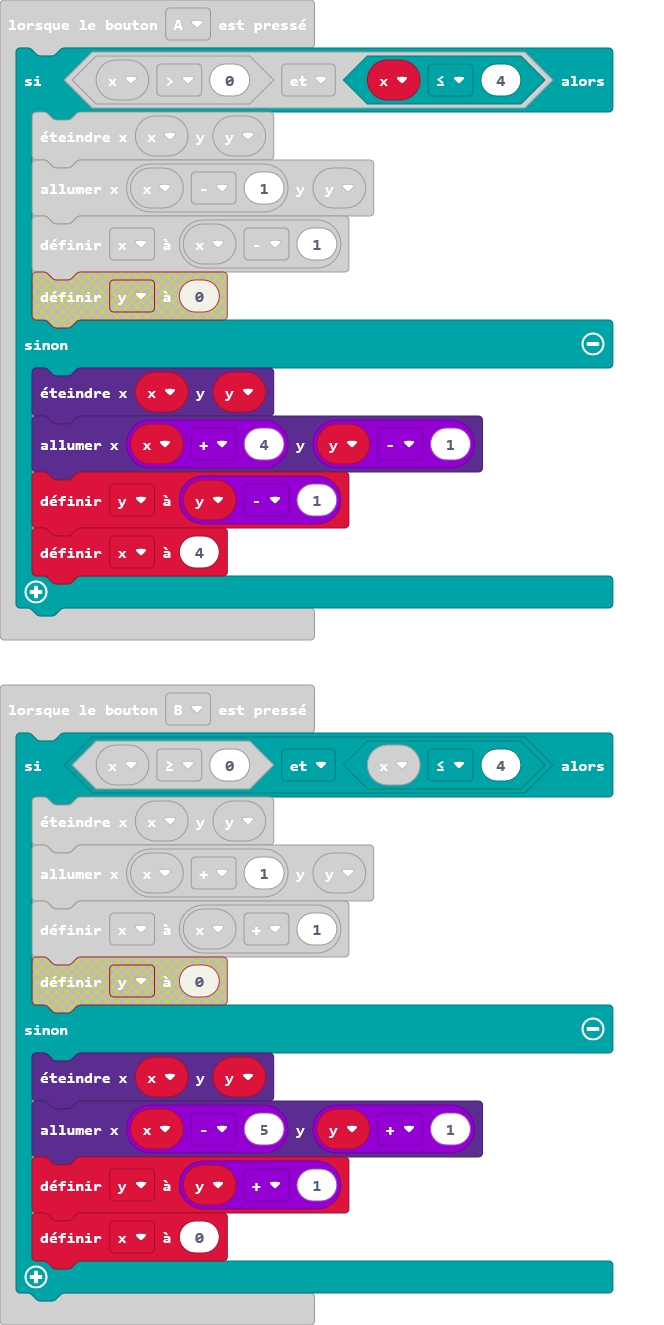 lorsque le bouton A est pressé
si x > 0 et x ≤ 4 alors
éteindre x x y y
allumer x x - 1 y y
définir x à x - 1
définir y à 0
sinon
éteindre x x y y
allumer x x + 4 y y - 1
définir y à y - 1
définir x à 4
lorsque le bouton B est pressé
si x ≥ 0 et x ≤ 4 alors
éteindre x x y y
allumer x x + 1 y y
définir x à x + 1
définir y à 0
sinon
éteindre x x y y
allumer x x - 5 y y + 1
définir y à y + 1
définir x à 0